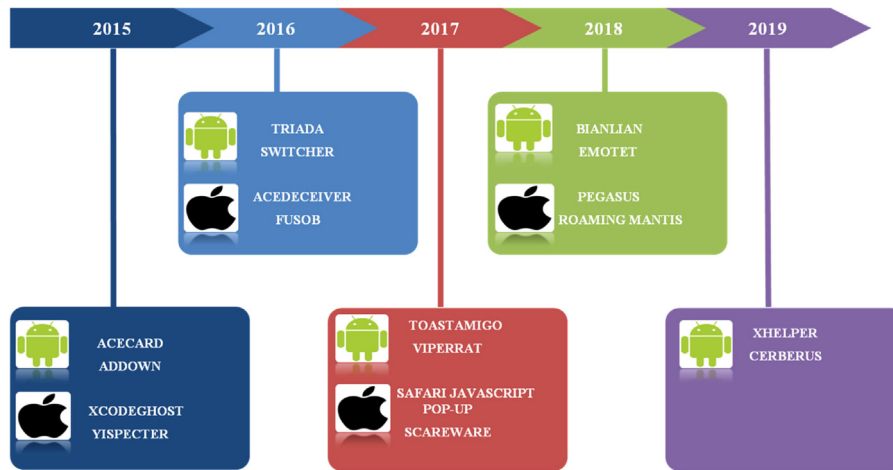 2015
2016
2017
2018
2019
TRIADA
SWITCHER
ACEDECEIVER
FUSOB
BIANLIAN
EMOTET
PEGASUS
ROAMING MANTIS
ACECARD
ADDOWN
XCODEGHOST
YISPECTER
TOASTAMIGO
VIPERRAT
SAFARI JAVASCRIPT
POP-UP
SCAREWARE
XHELPER
CERBERUS